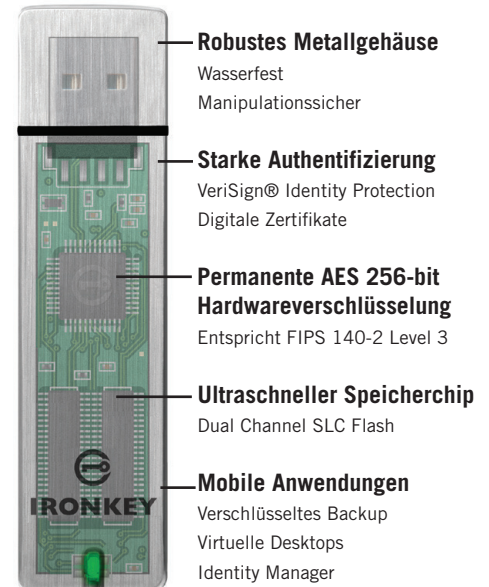 Robustes Metallgehäuse
Wasserfest
Manipulationssicher
Starke Authentifizierung
VeriSign® Identity Protection
Digitale Zertifikate
Permanente AES 256-bit
Hardwareverschlüsselung
Entspricht FIPS 140-2 Level 3
Ultraschneller Speicherchip
Dual Channel SLC Flash
IRONKEY
Mobile Anwendungen
Verschlüsseltes Backup
Virtuelle Desktops
Identity Manager